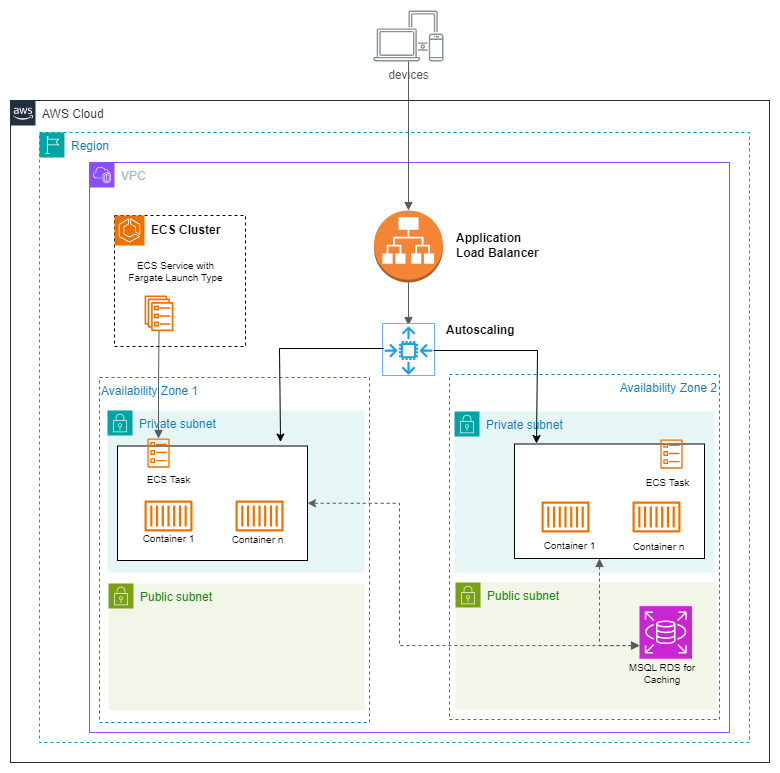 devices
aws
AWS Cloud
Region
VPC
ECS Cluster
ECS Service with
Fargate Launch Type
Application
Load Balancer
Autoscaling
Availability Zone 1
Private subnet
ECS Task
Container 1
Container n
Public subnet
Availability Zone 2
Private subnet
ECS Task
Container 1
Container n
Public subnet
MSQL RDS for
Caching